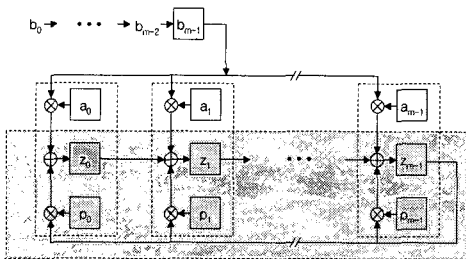 b₀ ••• bₘ₋₂ bₘ₋₁
a₀ a₁ aₘ₋₁
z₀ z₁ ••• zₘ₋₁
p₀ p₁ pₘ₋₁